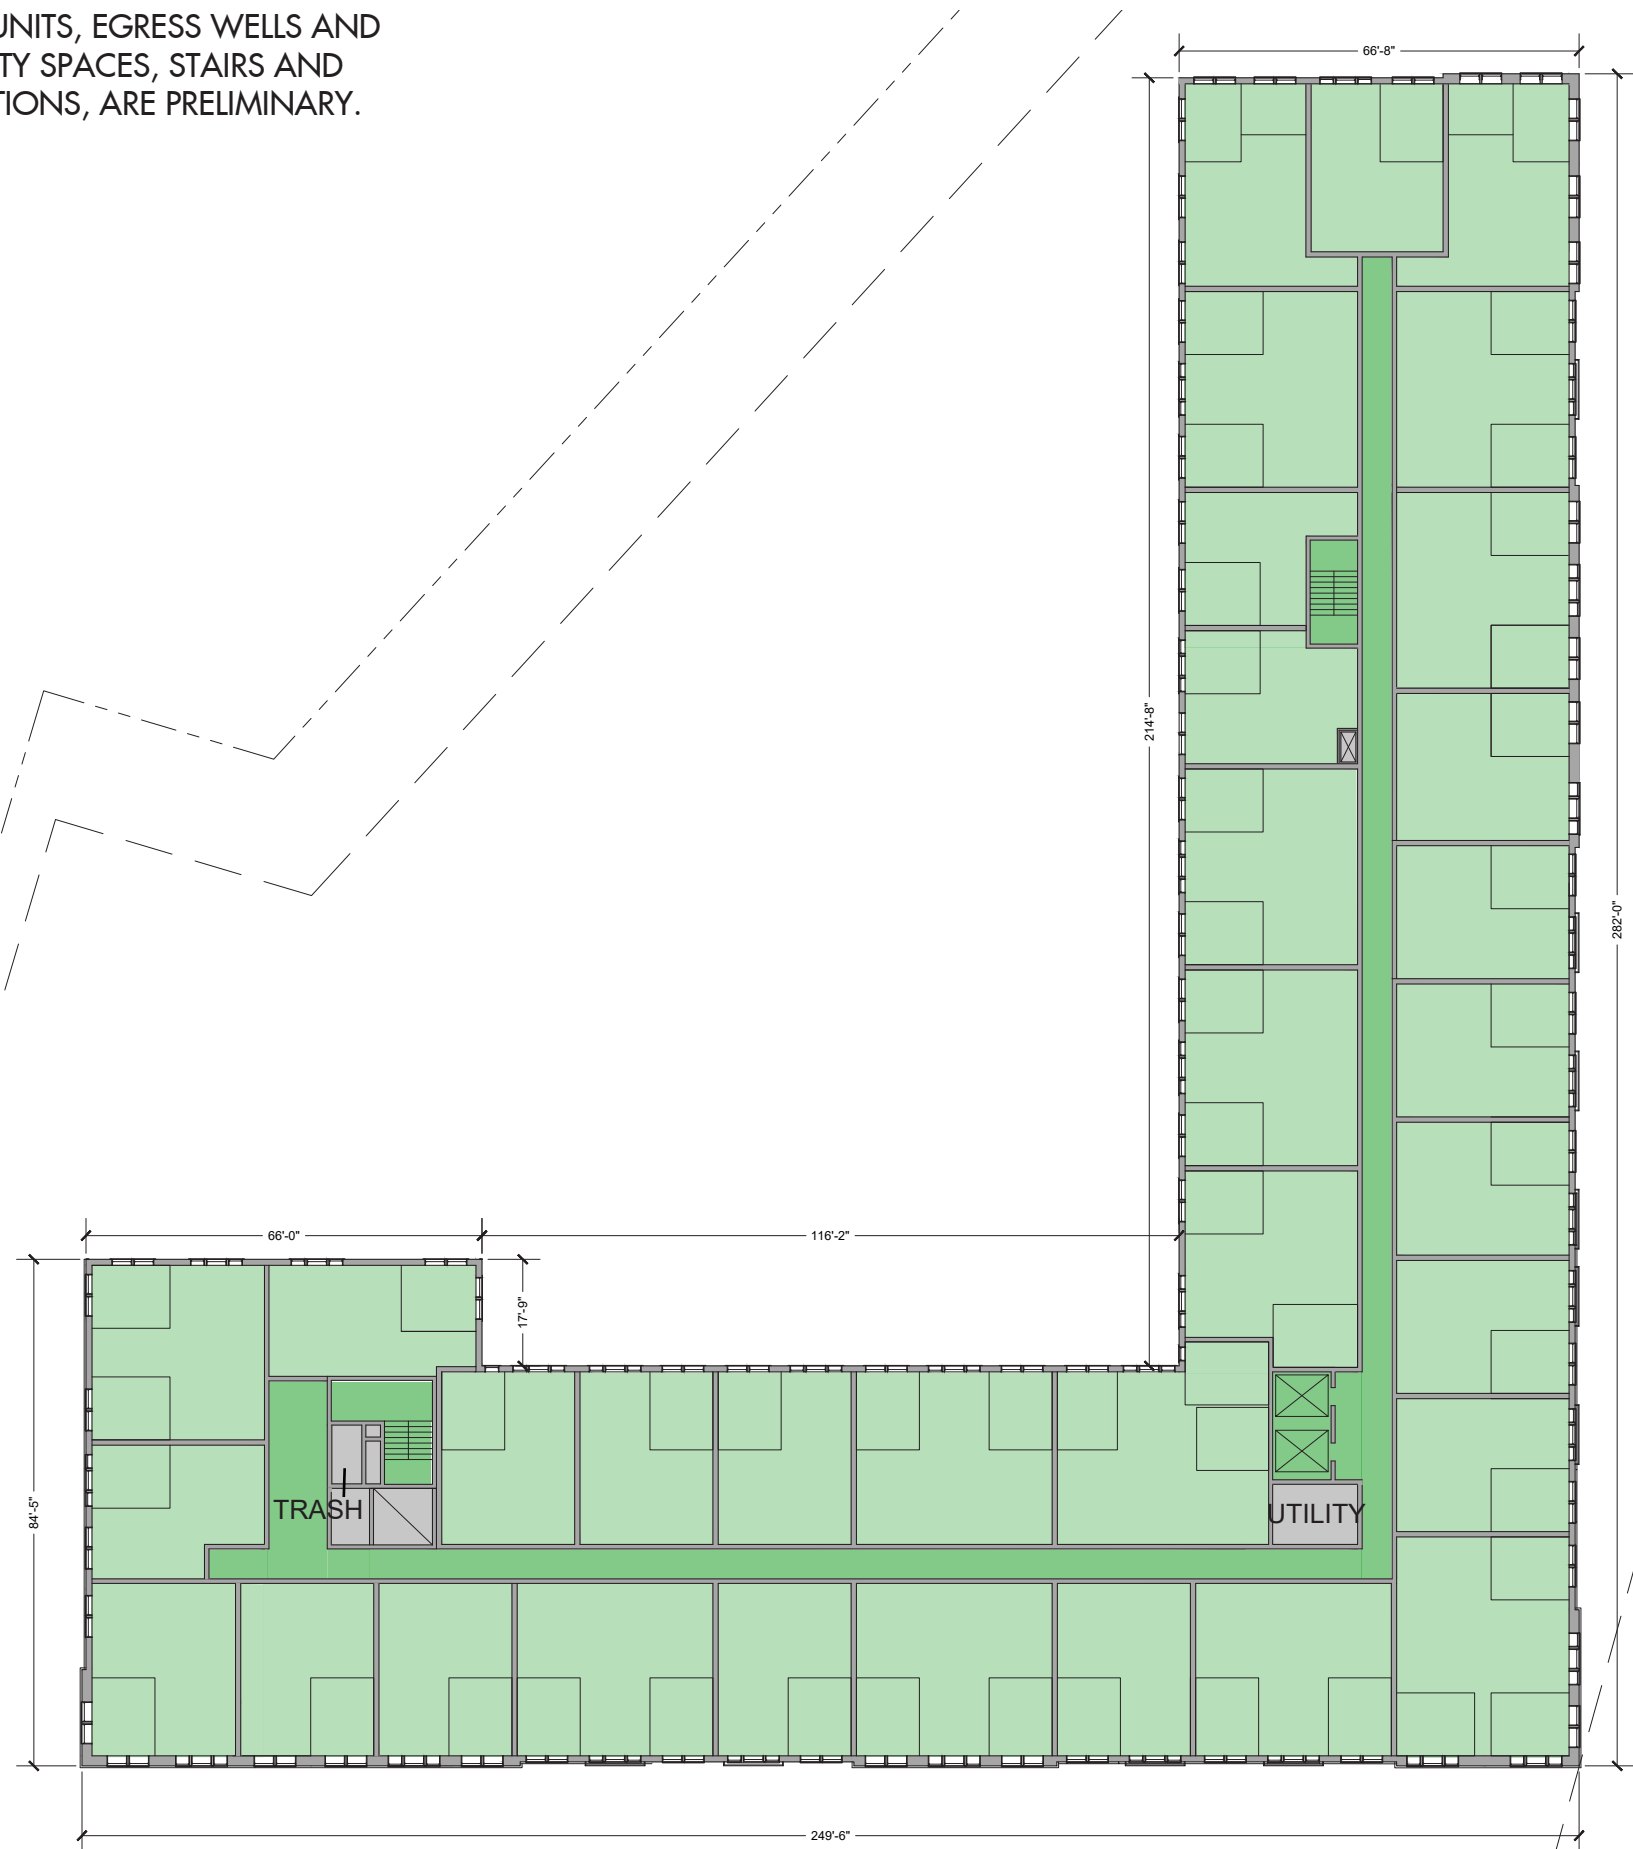 UNITS, EGRESS WELLS AND
TY SPACES, STAIRS AND
TIONS, ARE PRELIMINARY.
66'-8"
214'-8"
282'-0"
66'-0"
116'-2"
17'-9"
84'-5"
TRASH
UTILITY
249'-6"